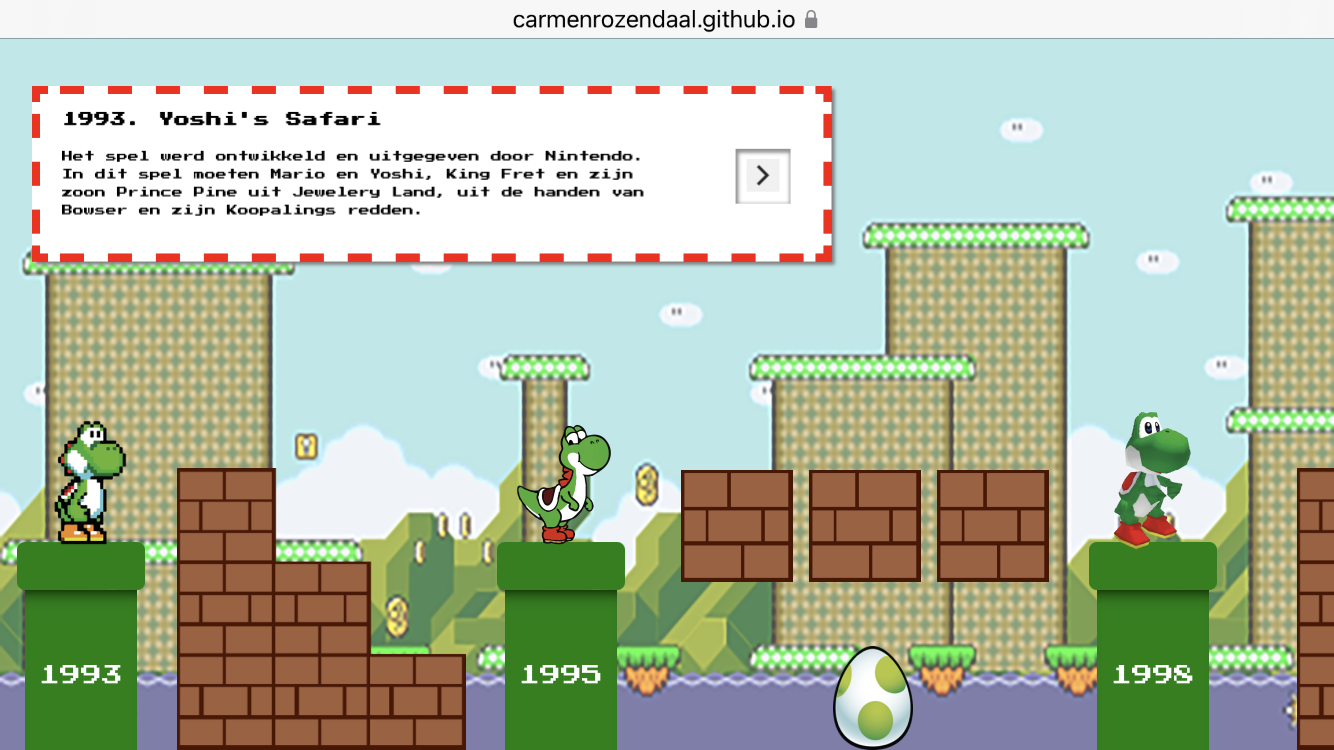 carmenrozendaal.github.io
1993. Yoshi's Safari
Het spel werd ontwikkeld en uitgegeven door Nintendo.
In dit spel moeten Mario en Yoshi, King Fret en zijn
zoon Prince Pine uit Jewelery Land, uit de handen van
Bowser en zijn Koopalings redden.
1993
1995
1998